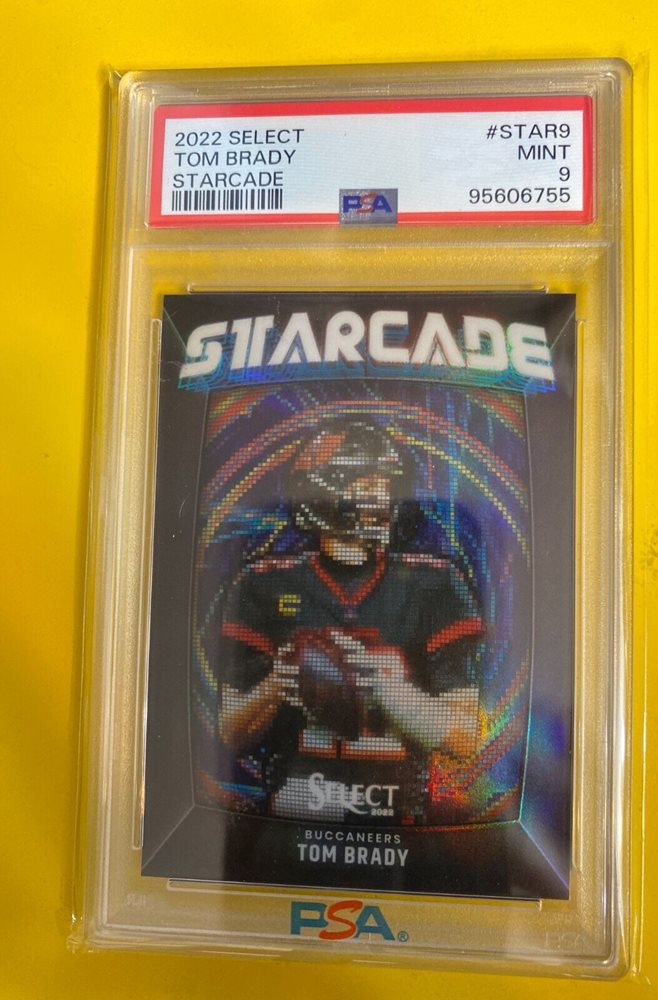 2022 SELECT #STAR9
TOM BRADY MINT
STARCADE 9
PSA 95606755
STARCADE
C
SELECT
2022
BUCCANEERS
TOM BRADY
PSA®